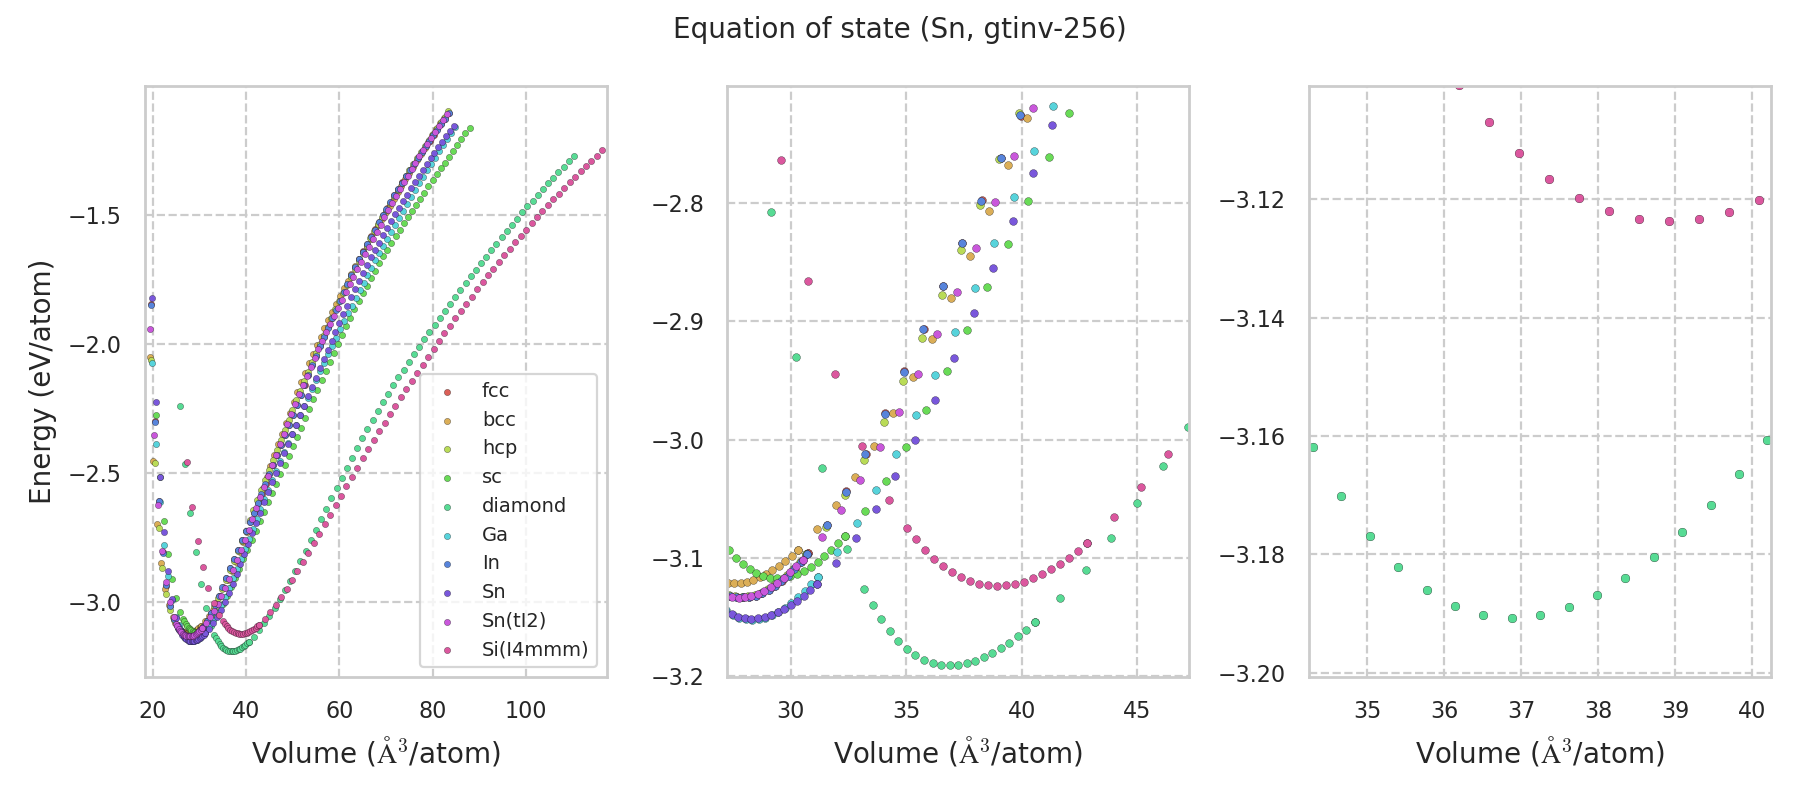 Equation of state (Sn, gtinv-256)
Energy (eV/atom)
−1.5
−2.0
−2.5
−3.0
20 40 60 80 100
Volume (Å³/atom)
fcc
bcc
hcp
sc
diamond
Ga
In
Sn
Sn(tI2)
Si(I4mmm)
−2.8
−2.9
−3.0
−3.1
−3.2
30 35 40 45
Volume (Å³/atom)
−3.12
−3.14
−3.16
−3.18
−3.20
35 36 37 38 39 40
Volume (Å³/atom)